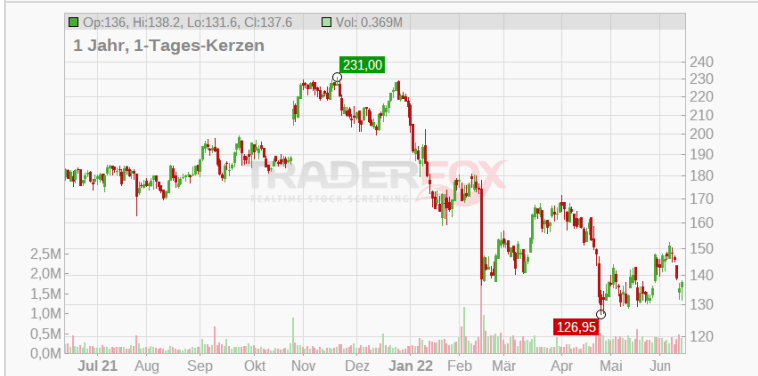 Op:136, Hi:138.2, Lo:131.6, Cl:137.6 Vol: 0.369M
1 Jahr, 1-Tages-Kerzen
231,00
240
230
220
210
200
190
180
170
160
150
140
130
120
TRADERFOX
REALTIME STOCK SCREENING
2,5M
2,0M
1,5M
1,0M
0,5M
0,0M
126,95
Jul 21 Aug Sep Okt Nov Dez Jan 22 Feb Mär Apr Mai Jun